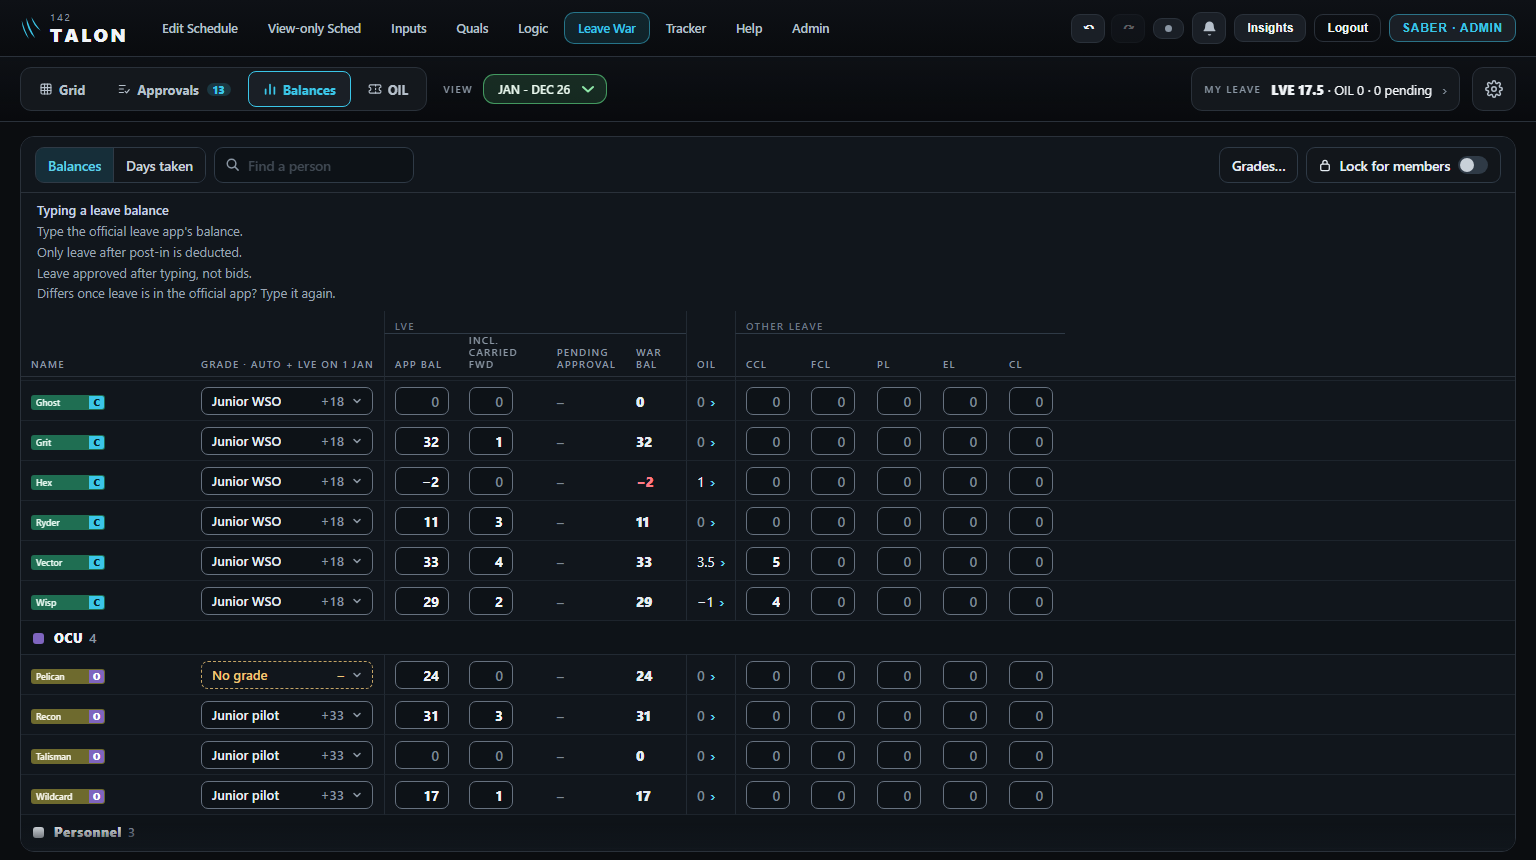 142
TALON
Edit Schedule
View-only Sched
Inputs
Quals
Logic
Leave War
Tracker
Help
Admin
Insights
Logout
SABER · ADMIN
Grid
Approvals 13
Balances
OIL
VIEW
JAN - DEC 26
MY LEAVE LVE 17.5 · OIL 0 · 0 pending ›
Balances
Days taken
Find a person
Grades...
Lock for members
Typing a leave balance
Type the official leave app's balance.
Only leave after post-in is deducted.
Leave approved after typing, not bids.
Differs once leave is in the official app? Type it again.
LVE
OTHER LEAVE
NAME
GRADE · AUTO + LVE ON 1 JAN
APP BAL
INCL.
CARRIED
FWD
PENDING
APPROVAL
WAR
BAL
OIL
CCL
FCL
PL
EL
CL
Ghost C Junior WSO +18 0 0 – 0 0 › 0 0 0 0 0
Grit C Junior WSO +18 32 1 – 32 0 › 0 0 0 0 0
Hex C Junior WSO +18 −2 0 – −2 1 › 0 0 0 0 0
Ryder C Junior WSO +18 11 3 – 11 0 › 0 0 0 0 0
Vector C Junior WSO +18 33 4 – 33 3.5 › 5 0 0 0 0
Wisp C Junior WSO +18 29 2 – 29 −1 › 4 0 0 0 0
OCU 4
Pelican O No grade – 24 0 – 24 0 › 0 0 0 0 0
Recon O Junior pilot +33 31 3 – 31 0 › 0 0 0 0 0
Talisman O Junior pilot +33 0 0 – 0 0 › 0 0 0 0 0
Wildcard O Junior pilot +33 17 1 – 17 0 › 0 0 0 0 0
Personnel 3